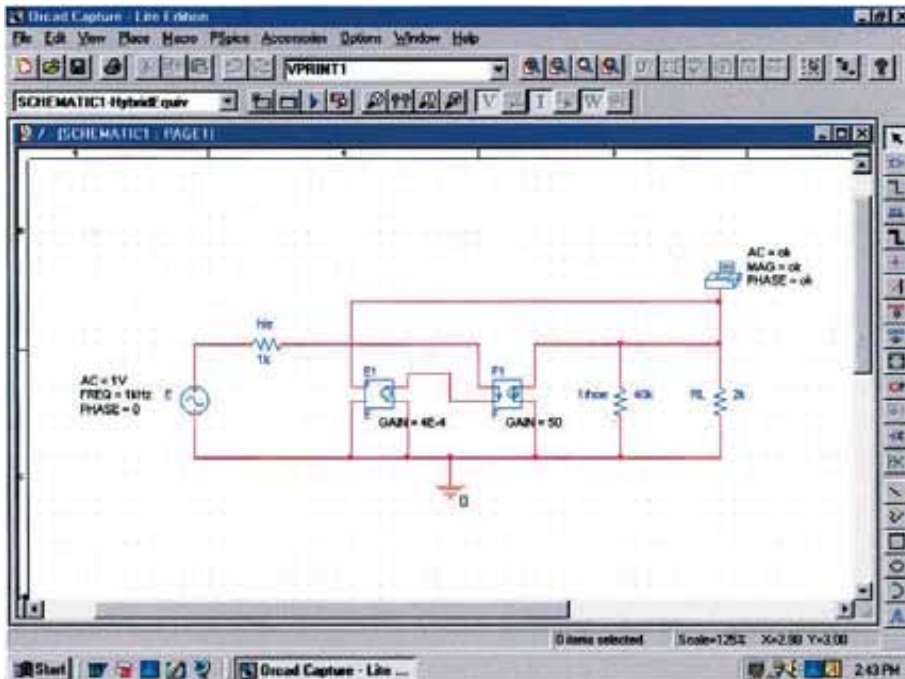 Orcad Capture - Lite Edition
File Edit View Place Macro PSpice Accessories Options Window Help
VPRINT1
SCHEMATIC1-HybridEquiv
V I W
/ - (SCHEMATIC1 : PAGE1)
AC = ok
MAG = ok
PHASE = ok
hie
1k
E1
F1
AC = 1V
FREQ = 1kHz
PHASE = 0
E
1/hoe
40k
RL
2k
GAIN = 4E-4
GAIN = 50
0
0 items selected Scale=125% X=2.90 Y=3.00
Start
Orcad Capture - Lite ...
2:43 PM